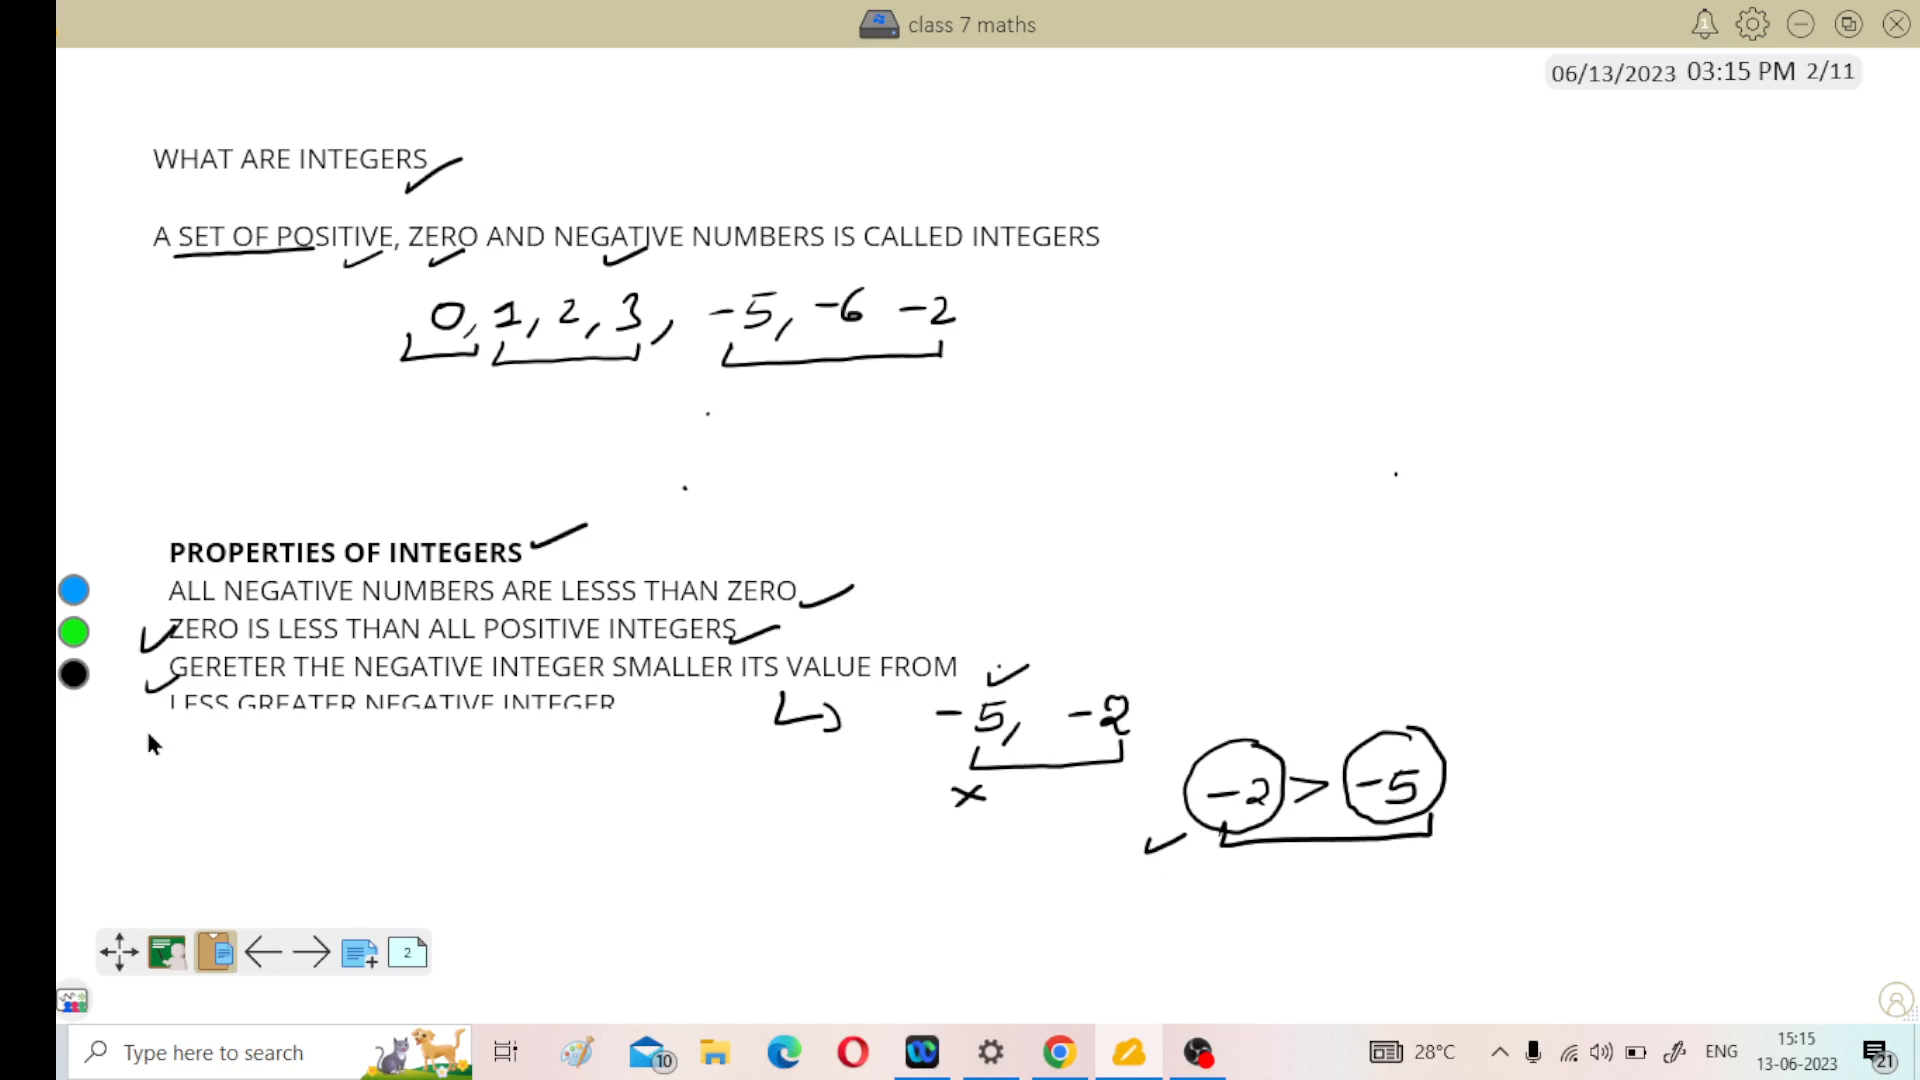 class 7 maths
06/13/2023 03:15 PM 2/11
WHAT ARE INTEGERS
A SET OF POSITIVE, ZERO AND NEGATIVE NUMBERS IS CALLED INTEGERS
0, 1, 2, 3, -5, -6 -2
PROPERTIES OF INTEGERS
ALL NEGATIVE NUMBERS ARE LESSS THAN ZERO
ZERO IS LESS THAN ALL POSITIVE INTEGERS
GERETER THE NEGATIVE INTEGER SMALLER ITS VALUE FROM
LESS GREATER NEGATIVE INTEGER
-5, -2
-2 > -5
2
Type here to search
10
28°C
ENG
15:15
13-06-2023
21